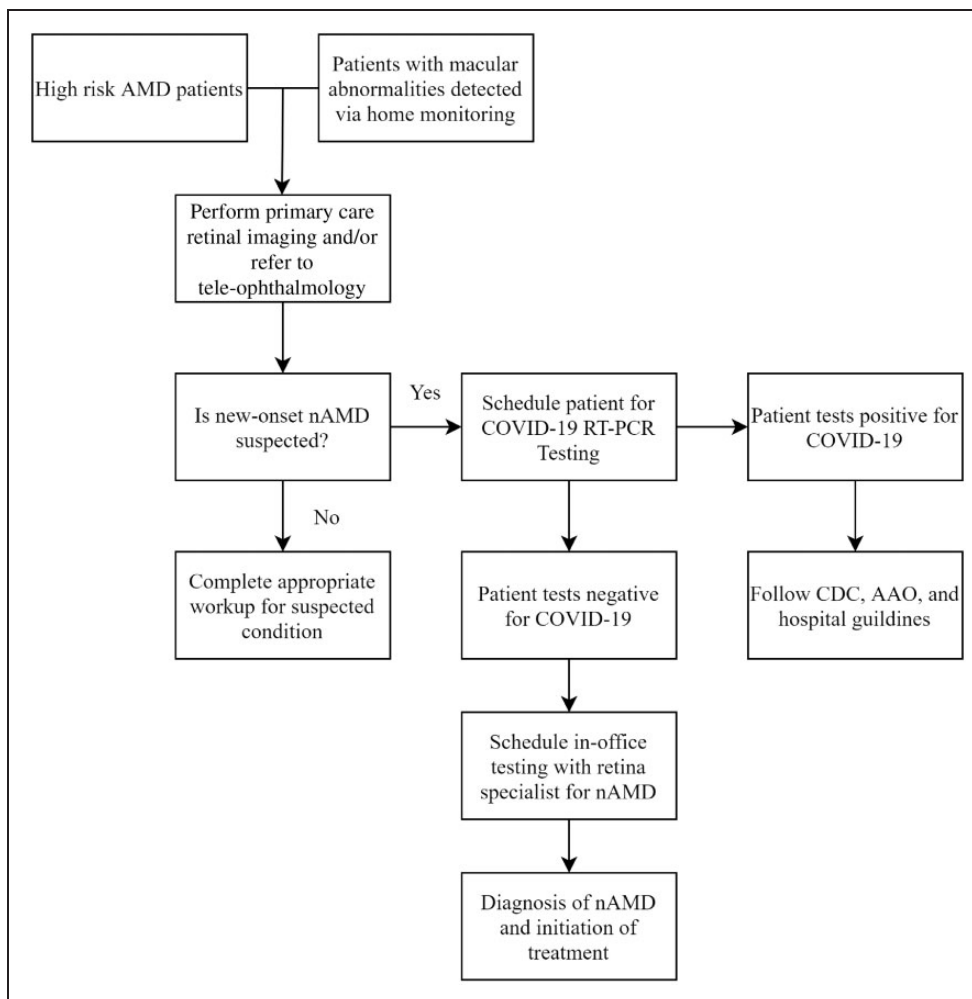 High risk AMD patients
Patients with macular
abnormalities detected
via home monitoring
Perform primary care
retinal imaging and/or
refer to
tele-ophthalmology
Is new-onset nAMD
suspected?
Yes
Schedule patient for
COVID-19 RT-PCR
Testing
Patient tests positive for
COVID-19
No
Complete appropriate
workup for suspected
condition
Patient tests negative
for COVID-19
Follow CDC, AAO, and
hospital guildines
Schedule in-office
testing with retina
specialist for nAMD
Diagnosis of nAMD
and initiation of
treatment